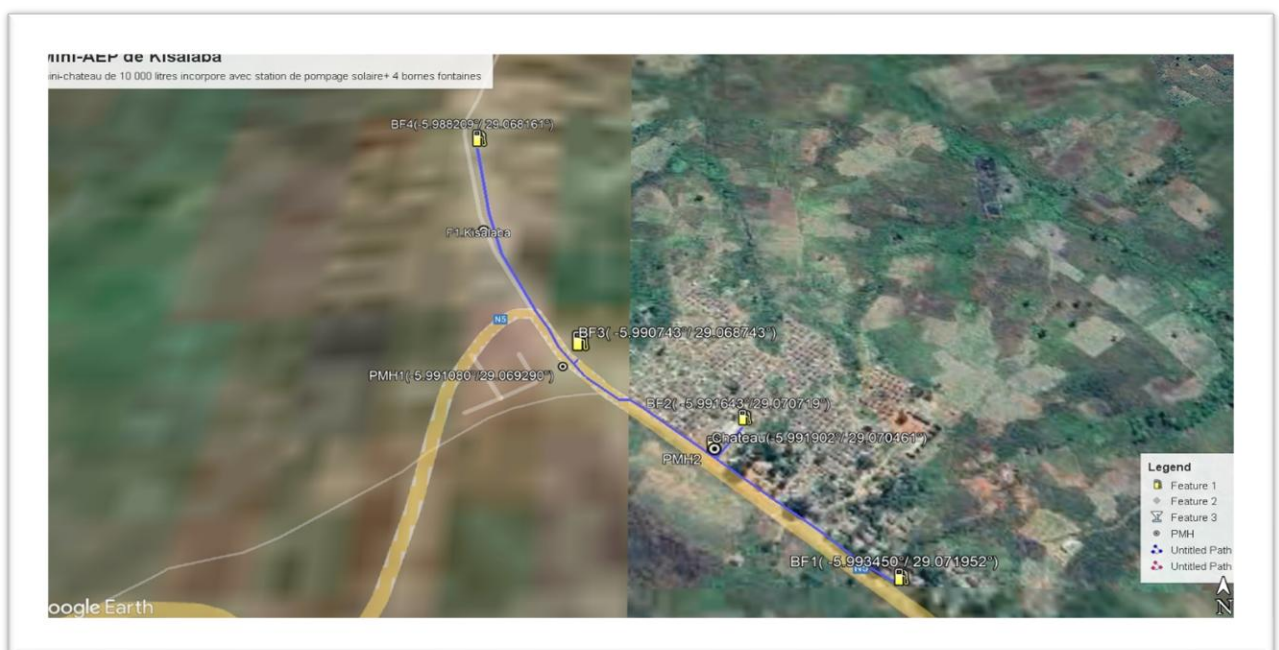 Mini-AEP de Kisalaba
ini-chateau de 10 000 litres incorpore avec station de pompage solaire+ 4 bornes fontaines
BF4(-5.988269°/ 29.068161°)
F1.Kisalaba
N5
BF3( -5.990743°/ 29.068743°)
PMH1(-5.991080°/29.069290°)
BF2( -5.991643°/29.070719°)
Chateau(-5.991902°/ 29.070461°)
PMH2
BF1( -5.993450°/ 29.071952°)
N5
Legend
Feature 1
Feature 2
Feature 3
PMH
Untitled Path
Untitled Path
oogle Earth
N